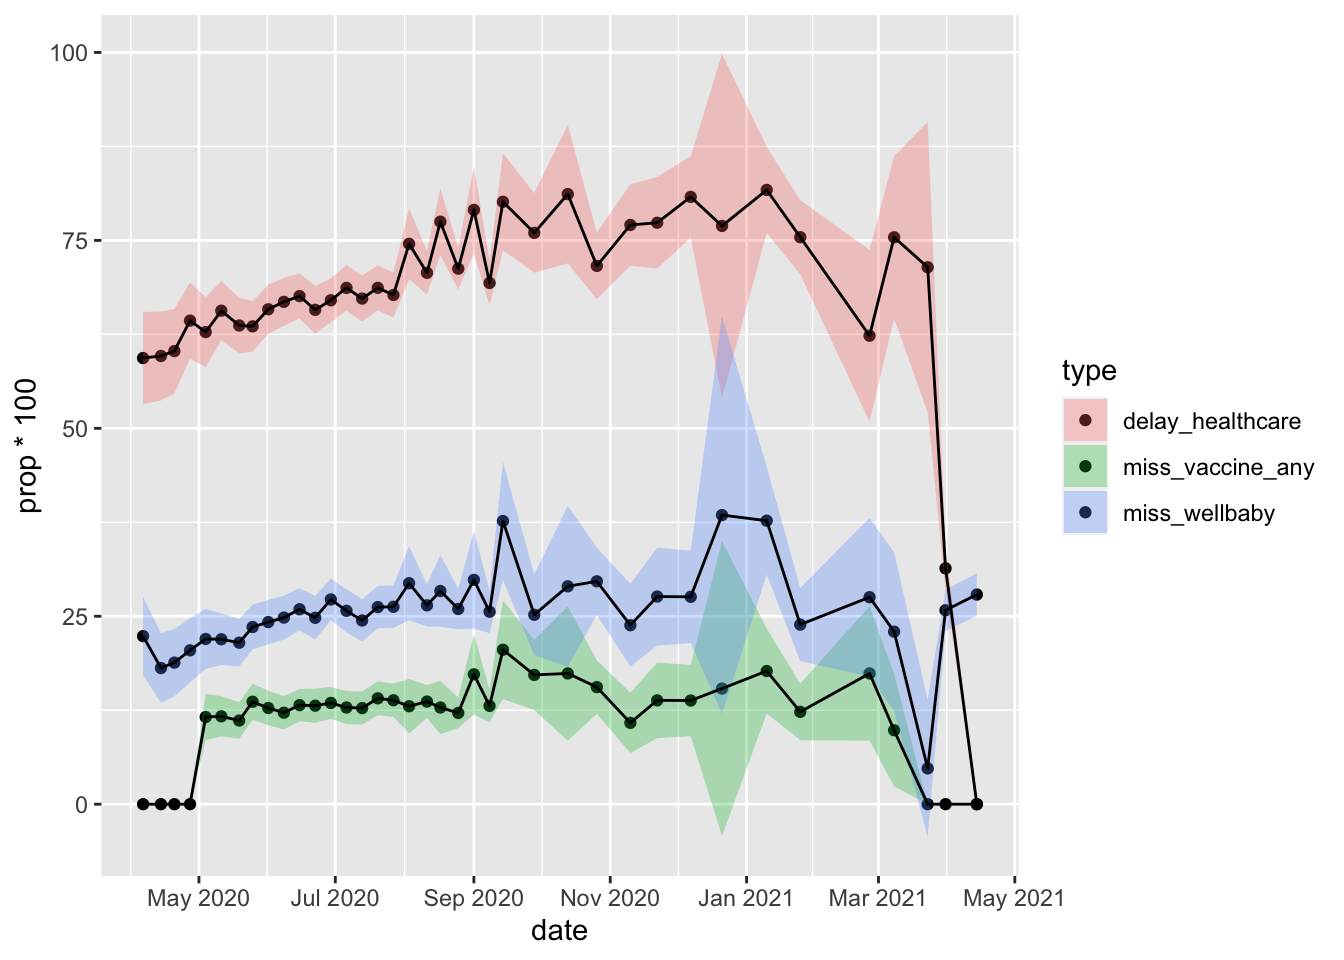 100
75
50
25
0
prop * 100
May 2020 Jul 2020 Sep 2020 Nov 2020 Jan 2021 Mar 2021 May 2021
date
type
delay_healthcare
miss_vaccine_any
miss_wellbaby